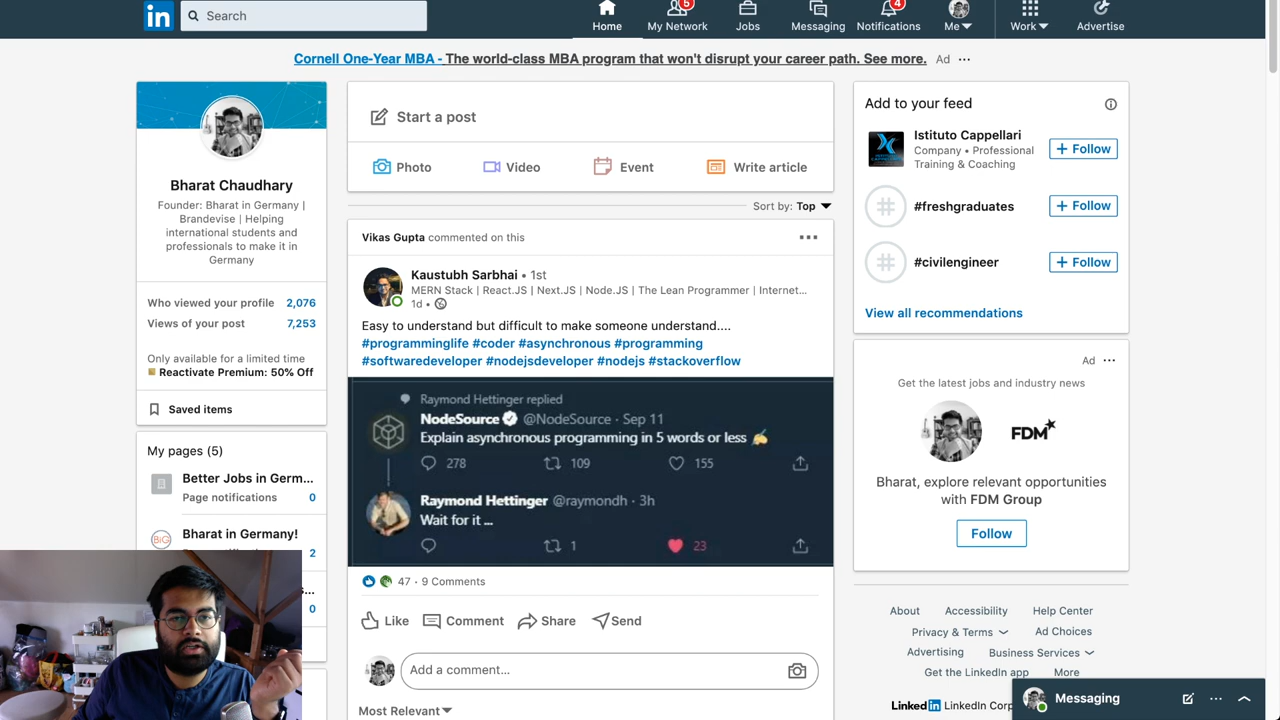 in
Search
5
4
Home
My Network
Jobs
Messaging
Notifications
Me
Work
Advertise
Cornell One-Year MBA - The world-class MBA program that won't disrupt your career path. See more. Ad
Bharat Chaudhary
Founder: Bharat in Germany |
Brandevise | Helping
international students and
professionals to make it in
Germany
Who viewed your profile 2,076
Views of your post 7,253
Only available for a limited time
Reactivate Premium: 50% Off
Saved items
My pages (5)
Better Jobs in Germ...
Page notifications 0
Bharat in Germany!
BiG
2
...
0
Start a post
Photo
Video
Event
Write article
Sort by: Top
Vikas Gupta commented on this
Kaustubh Sarbhai • 1st
MERN Stack | React.JS | Next.JS | Node.JS | The Lean Programmer | Internet...
1d •
Easy to understand but difficult to make someone understand....
#programminglife #coder #asynchronous #programming
#softwaredeveloper #nodejsdeveloper #nodejs #stackoverflow
Raymond Hettinger replied
NodeSource @NodeSource · Sep 11
Explain asynchronous programming in 5 words or less ✍
278 109 155
Raymond Hettinger @raymondh · 3h
Wait for it ...
1 23
47 · 9 Comments
Like
Comment
Share
Send
Add a comment...
Most Relevant
Add to your feed
Istituto Cappellari
Company • Professional
Training & Coaching
+ Follow
#freshgraduates
+ Follow
#civilengineer
+ Follow
View all recommendations
Ad
Get the latest jobs and industry news
FDM
Bharat, explore relevant opportunities
with FDM Group
Follow
About Accessibility Help Center
Privacy & Terms Ad Choices
Advertising Business Services
Get the LinkedIn app More
Linkedin LinkedIn Corp
Messaging